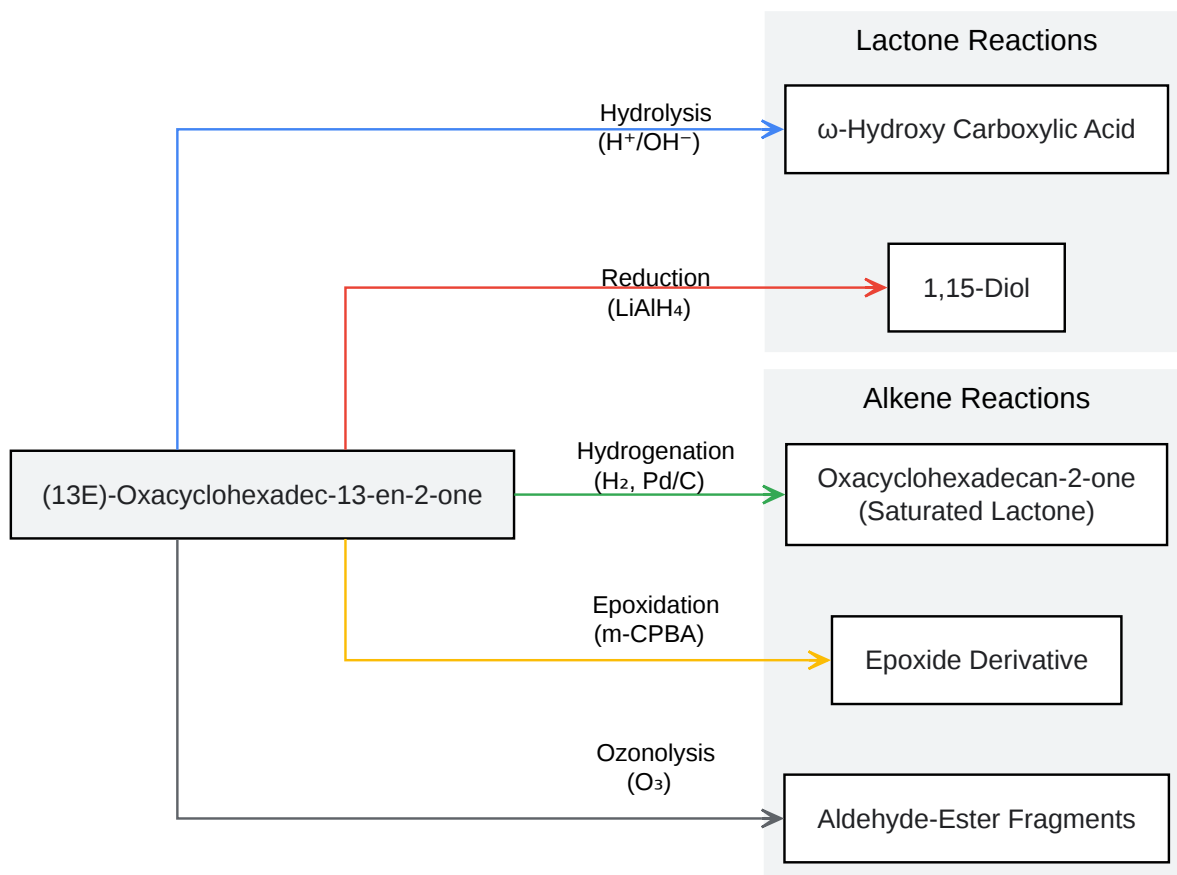 Lactone Reactions
Hydrolysis
(H⁺/OH⁻)
ω-Hydroxy Carboxylic Acid
Reduction
(LiAlH₄)
1,15-Diol
Alkene Reactions
(13E)-Oxacyclohexadec-13-en-2-one
Hydrogenation
(H₂, Pd/C)
Oxacyclohexadecan-2-one
(Saturated Lactone)
Epoxidation
(m-CPBA)
Epoxide Derivative
Ozonolysis
(O₃)
Aldehyde-Ester Fragments